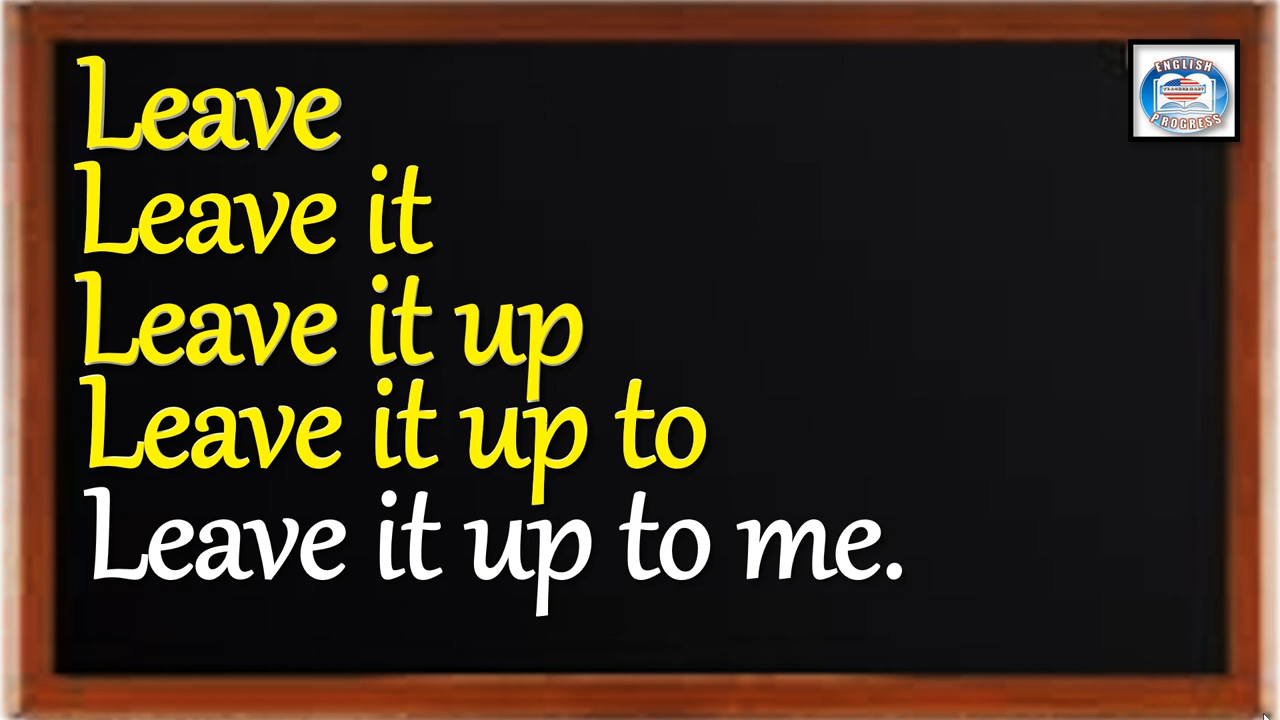 Leave
Leave it
Leave it up
Leave it up to
Leave it up to me.
ENGLISH
PROGRESS